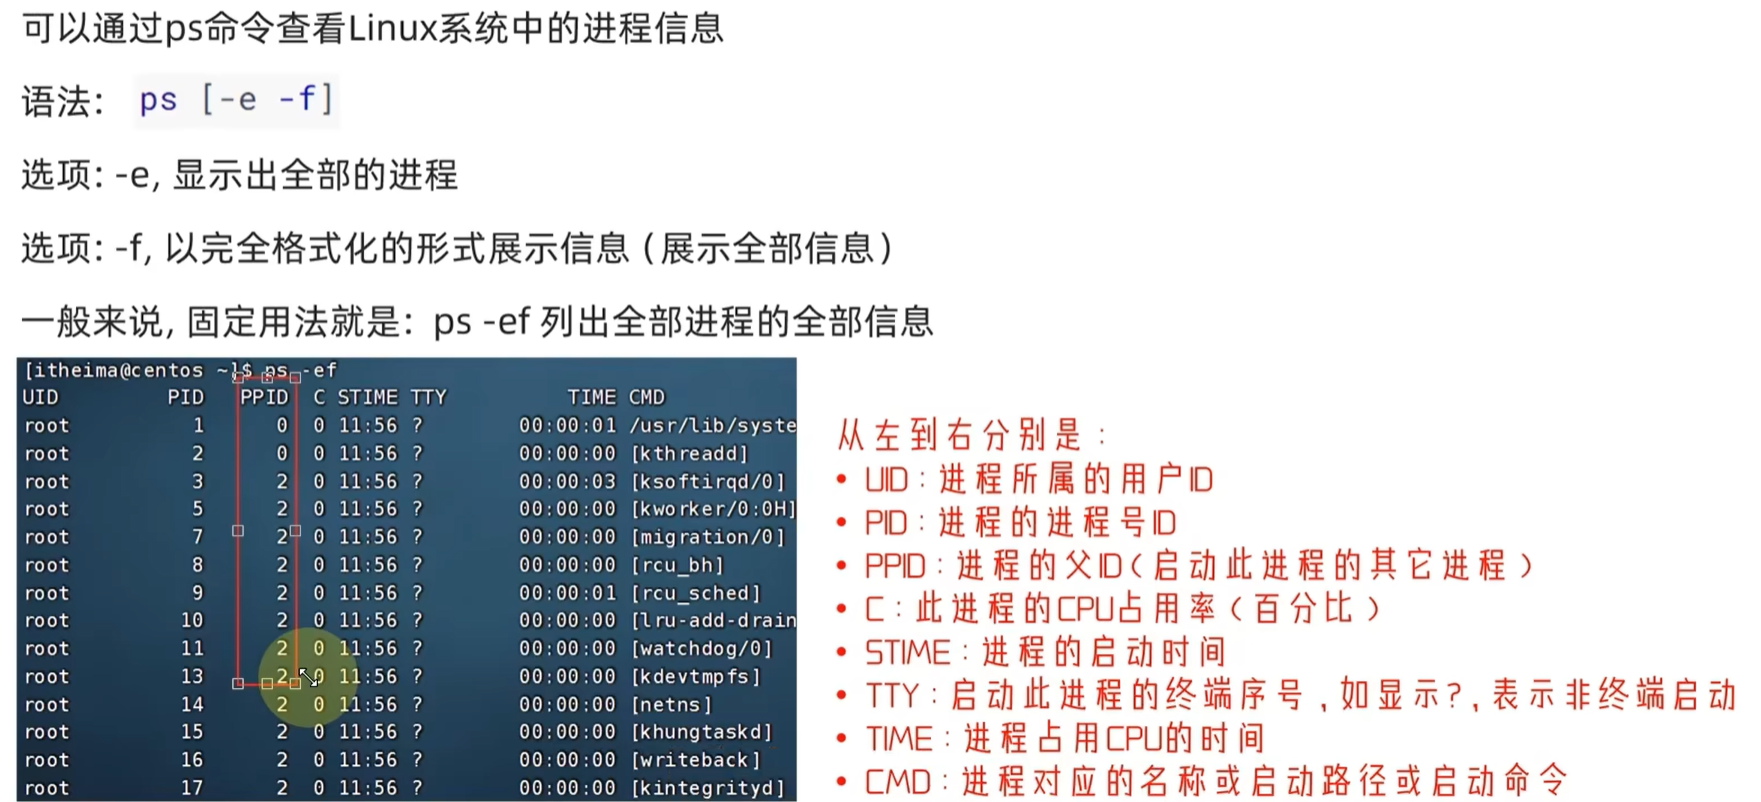 可以通过ps命令查看Linux系统中的进程信息
语法： ps [-e -f]
选项: -e, 显示出全部的进程
选项: -f, 以完全格式化的形式展示信息（展示全部信息）
一般来说, 固定用法就是：ps -ef 列出全部进程的全部信息
[itheima@centos ~]$ ps -ef
UID PID PPID C STIME TTY TIME CMD
root 1 0 0 11:56 ? 00:00:01 /usr/lib/syste
root 2 0 0 11:56 ? 00:00:00 [kthreadd]
root 3 2 0 11:56 ? 00:00:03 [ksoftirqd/0]
root 5 2 0 11:56 ? 00:00:00 [kworker/0:0H]
root 7 2 0 11:56 ? 00:00:00 [migration/0]
root 8 2 0 11:56 ? 00:00:00 [rcu_bh]
root 9 2 0 11:56 ? 00:00:01 [rcu_sched]
root 10 2 0 11:56 ? 00:00:00 [lru-add-drain
root 11 2 0 11:56 ? 00:00:00 [watchdog/0]
root 13 2 0 11:56 ? 00:00:00 [kdevtmpfs]
root 14 2 0 11:56 ? 00:00:00 [netns]
root 15 2 0 11:56 ? 00:00:00 [khungtaskd]
root 16 2 0 11:56 ? 00:00:00 [writeback]
root 17 2 0 11:56 ? 00:00:00 [kintegrityd]
从左到右分别是：
• UID：进程所属的用户ID
• PID：进程的进程号ID
• PPID：进程的父ID（启动此进程的其它进程）
• C：此进程的CPU占用率（百分比）
• STIME：进程的启动时间
• TTY：启动此进程的终端序号，如显示?，表示非终端启动
• TIME：进程占用CPU的时间
• CMD：进程对应的名称或启动路径或启动命令